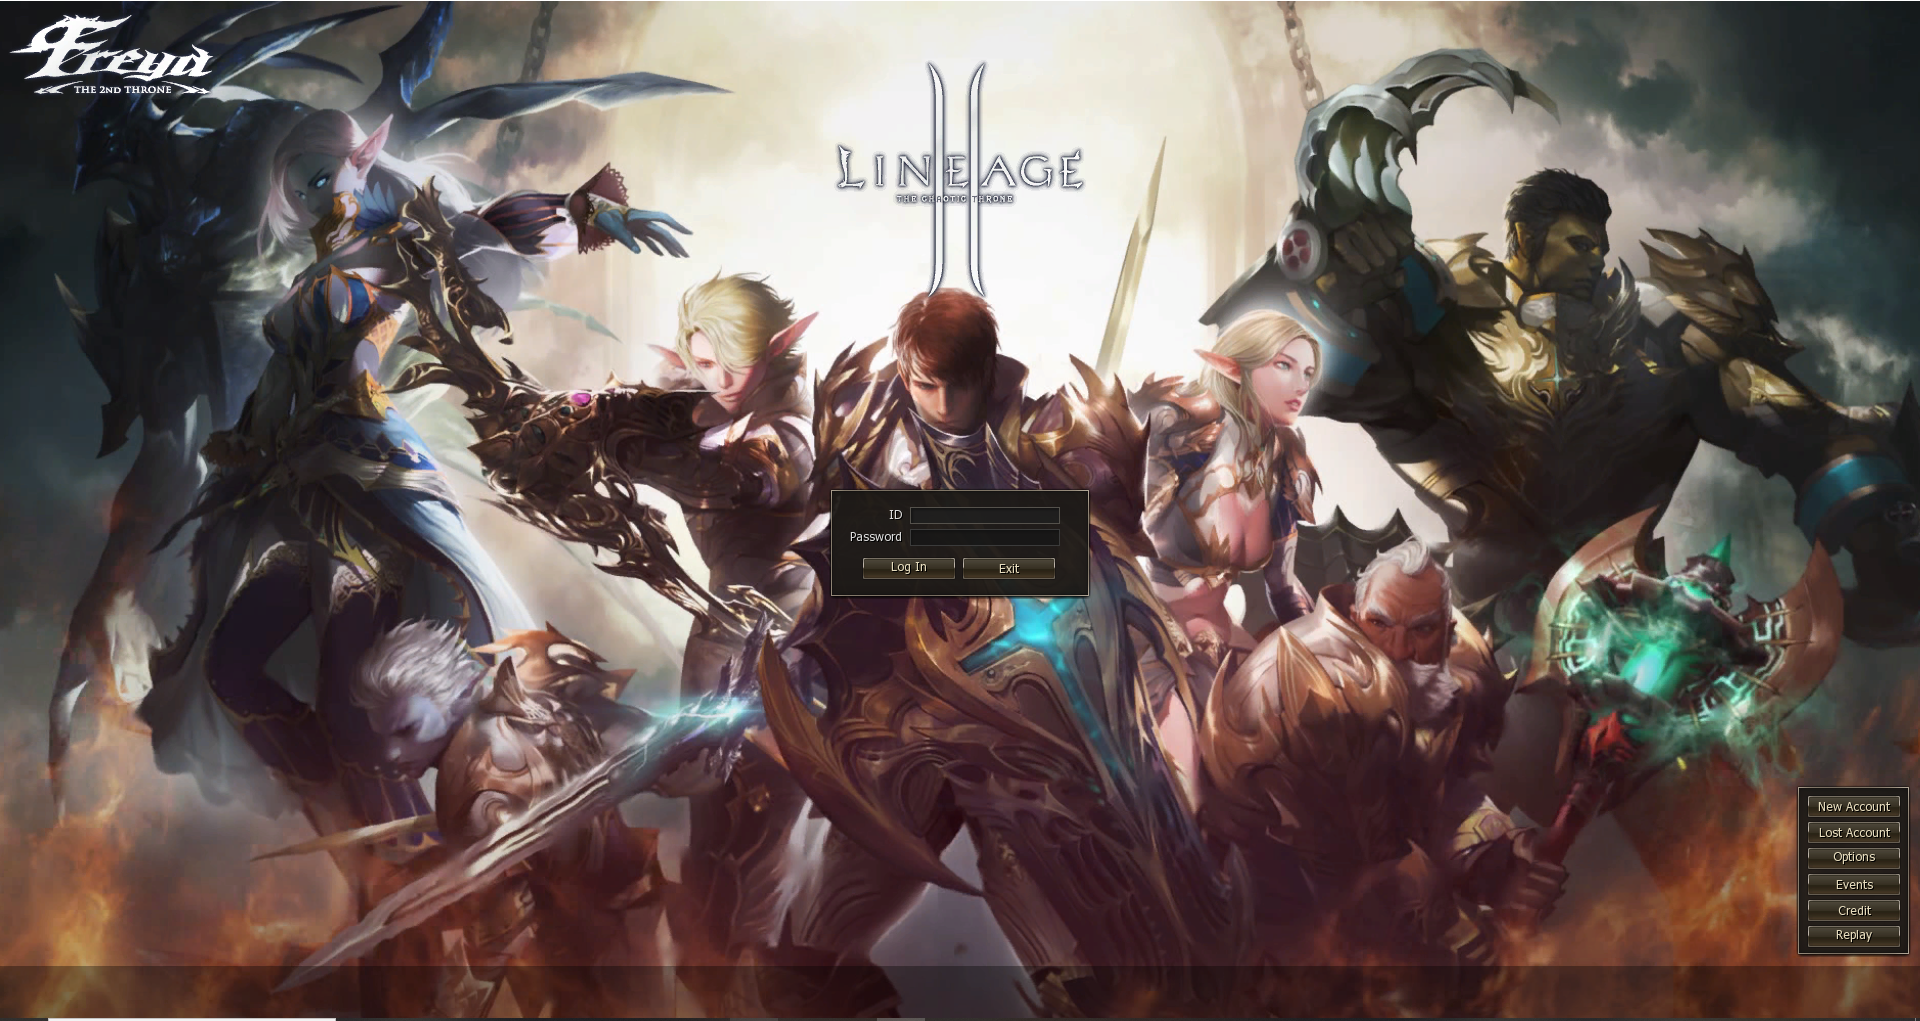 Freya
THE 2ND THRONE
LINEAGE II
THE CHAOTIC THRONE
ID
Password
Log In
Exit
New Account
Lost Account
Options
Events
Credit
Replay